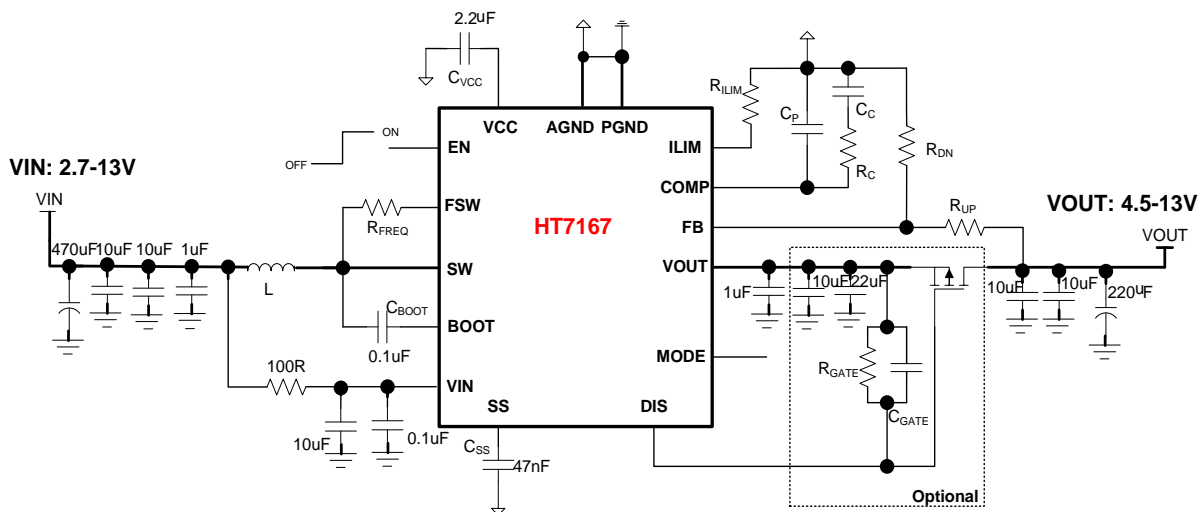 2.2uF
CVCC
RILIM
CP
CC
RC
RDN
VCC
AGND
PGND
ON
OFF
EN
ILIM
COMP
VIN: 2.7-13V
VIN
FSW
RFREQ
HT7167
FB
RUP
VOUT: 4.5-13V
VOUT
470uF
10uF
10uF
1uF
L
SW
VOUT
1uF
10uF
22uF
10uF
10uF
220uF
CBOOT
0.1uF
BOOT
MODE
RGATE
CGATE
100R
VIN
SS
DIS
10uF
0.1uF
CSS
47nF
Optional